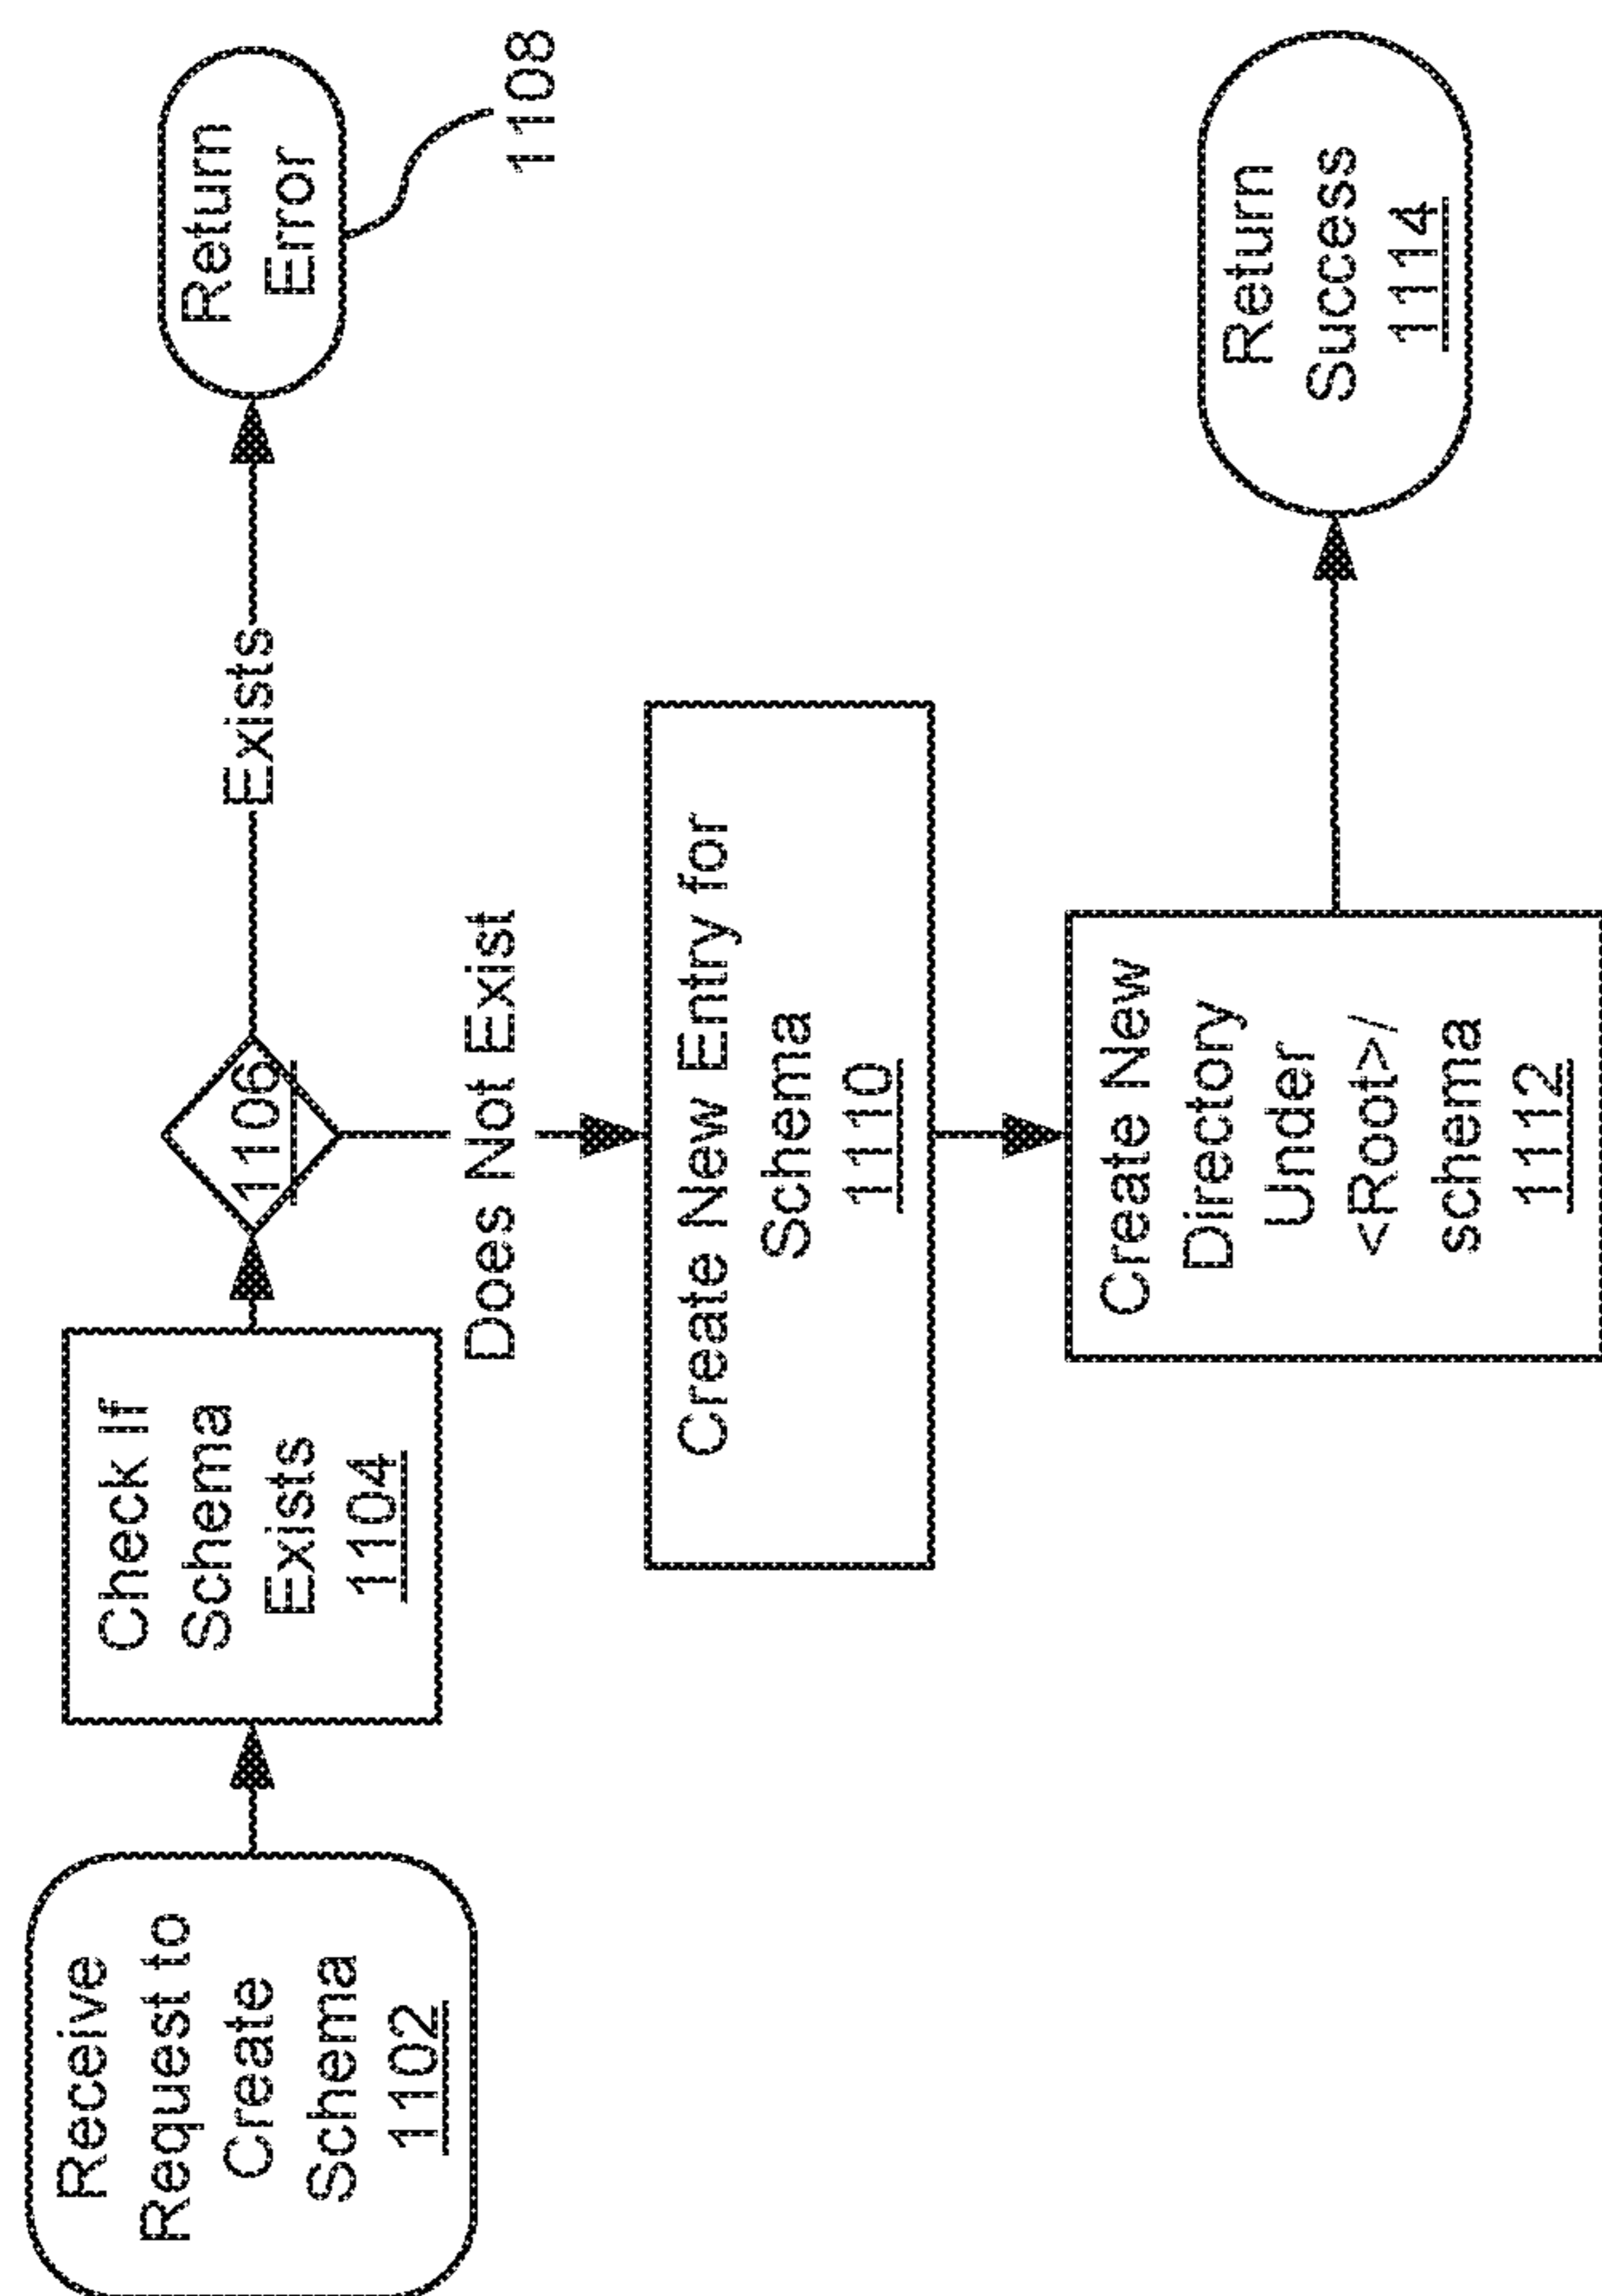 Receive
Request to
Create
Schema
1102
Check If
Schema
Exists
1104
1106
Exists
Return
Error
1108
Does Not Exist
Create New Entry for
Schema
1110
Create New
Directory
Under
<Root>/
schema
1112
Return
Success
1114